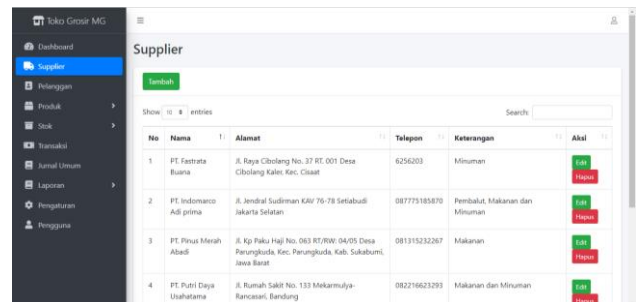 Toko Grosir MG
Dashboard
Supplier
Pelanggan
Produk
Stok
Transaksi
Jurnal Umum
Laporan
Pengaturan
Pengguna
Supplier
Tambah
Show 10 entries
Search:
No Nama Alamat Telepon Keterangan Aksi
1 PT. Fastrata Jl. Raya Cibolang No. 37 RT. 001 Desa 6256203 Minuman Edit
Buana Cibolang Kaler, Kec. Cisaat Hapus
2 PT. Indomarco Jl. Jendral Sudirman KAV 76-78 Setiabudi 087775185870 Pembalut, Makanan dan Edit
Adi prima Jakarta Selatan Minuman Hapus
3 PT. Pinus Merah Jl. Kp Paku Haji No. 063 RT/RW: 04/05 Desa 081315232267 Makanan Edit
Abadi Parungkuda, Kec. Parungkuda, Kab. Sukabumi, Hapus
Jawa Barat
4 PT. Putri Daya Jl. Rumah Sakit No. 133 Mekarmulya- 082216623293 Makanan dan Minuman Edit
Usahatama Rancasari, Bandung Hapus